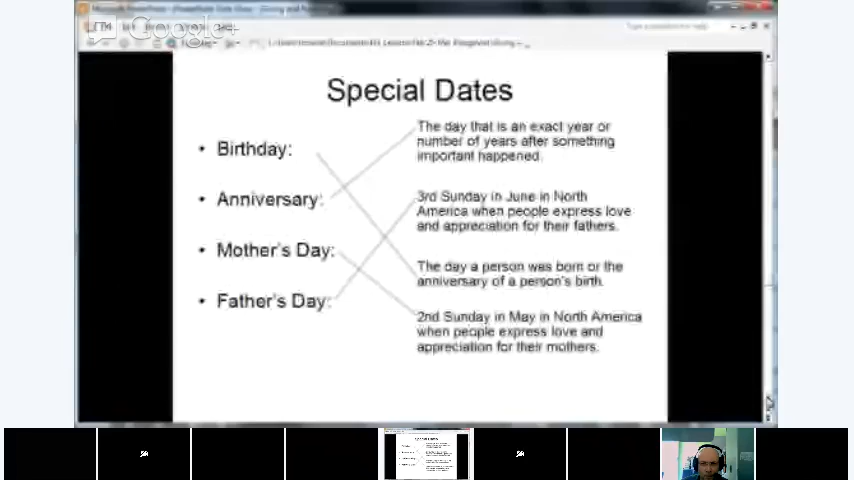 Google+
Special Dates
• Birthday:
• Anniversary:
• Mother's Day:
• Father's Day:
The day that is an exact year or
number of years after something
important happened.
3rd Sunday in June in North
America when people express love
and appreciation for their fathers.
The day a person was born or the
anniversary of a person's birth.
2nd Sunday in May in North America
when people express love and
appreciation for their mothers.